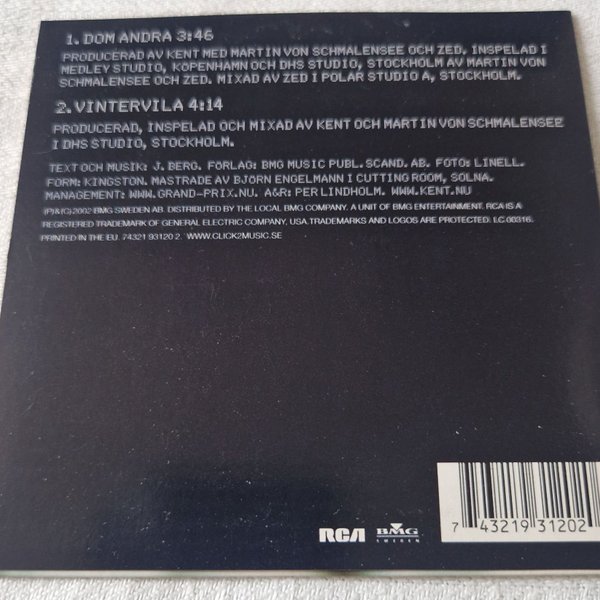 1. DOM ANDRA 3:46
PRODUCERAD AV KENT MED MARTIN VON SCHMALENSEE OCH ZED. INSPELAD I
MEDLEY STUDIO, KÖPENHAMN OCH DHS STUDIO, STOCKHOLM AV MARTIN VON
SCHMALENSEE OCH ZED. MIXAD AV ZED I POLAR STUDIO A, STOCKHOLM.
2. VINTERVILA 4:14
PRODUCERAD, INSPELAD OCH MIXAD AV KENT OCH MARTIN VON SCHMALENSEE
I DHS STUDIO, STOCKHOLM.
TEXT OCH MUSIK: J. BERG. FÖRLAG: BMG MUSIC PUBL. SCAND. AB. FOTO: LINELL.
FORM: KINGSTON. MASTRADE AV BJÖRN ENGELMANN I CUTTING ROOM, SOLNA.
MANAGEMENT: WWW.GRAND-PRIX.NU. A&R: PER LINDHOLM. WWW.KENT.NU
(P)& (C) 2002 BMG SWEDEN AB. DISTRIBUTED BY THE LOCAL BMG COMPANY. A UNIT OF BMG ENTERTAINMENT. RCA IS A
REGISTERED TRADEMARK OF GENERAL ELECTRIC COMPANY, USA. TRADEMARKS AND LOGOS ARE PROTECTED. LC 00316.
PRINTED IN THE EU. 74321 93120 2. WWW.CLICK2MUSIC.SE
RCA BMG SWEDEN
7 43219 31202